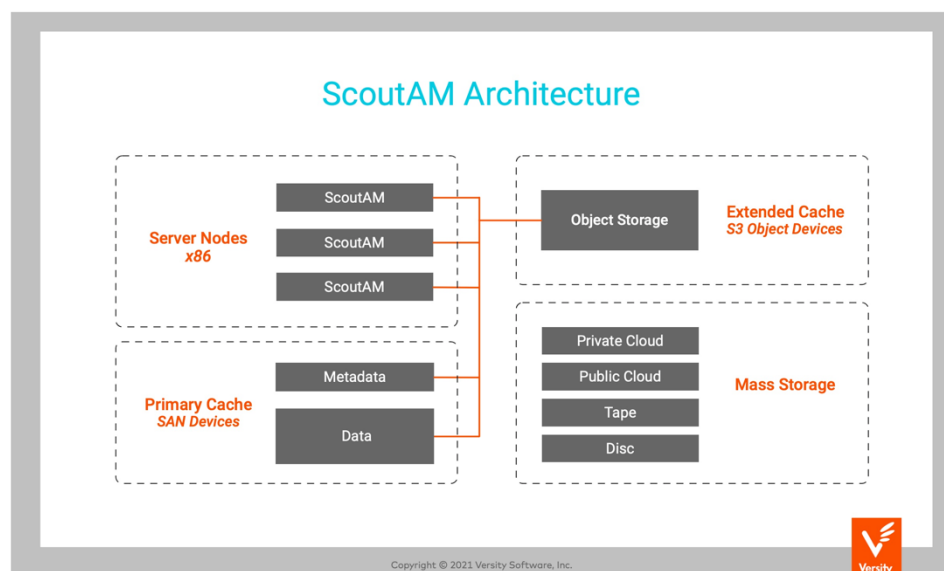 ScoutAM Architecture
Server Nodes
x86
ScoutAM
ScoutAM
ScoutAM
Primary Cache
SAN Devices
Metadata
Data
Object Storage
Extended Cache
S3 Object Devices
Private Cloud
Public Cloud
Tape
Disc
Mass Storage
Versity
Copyright © 2021 Versity Software, Inc.